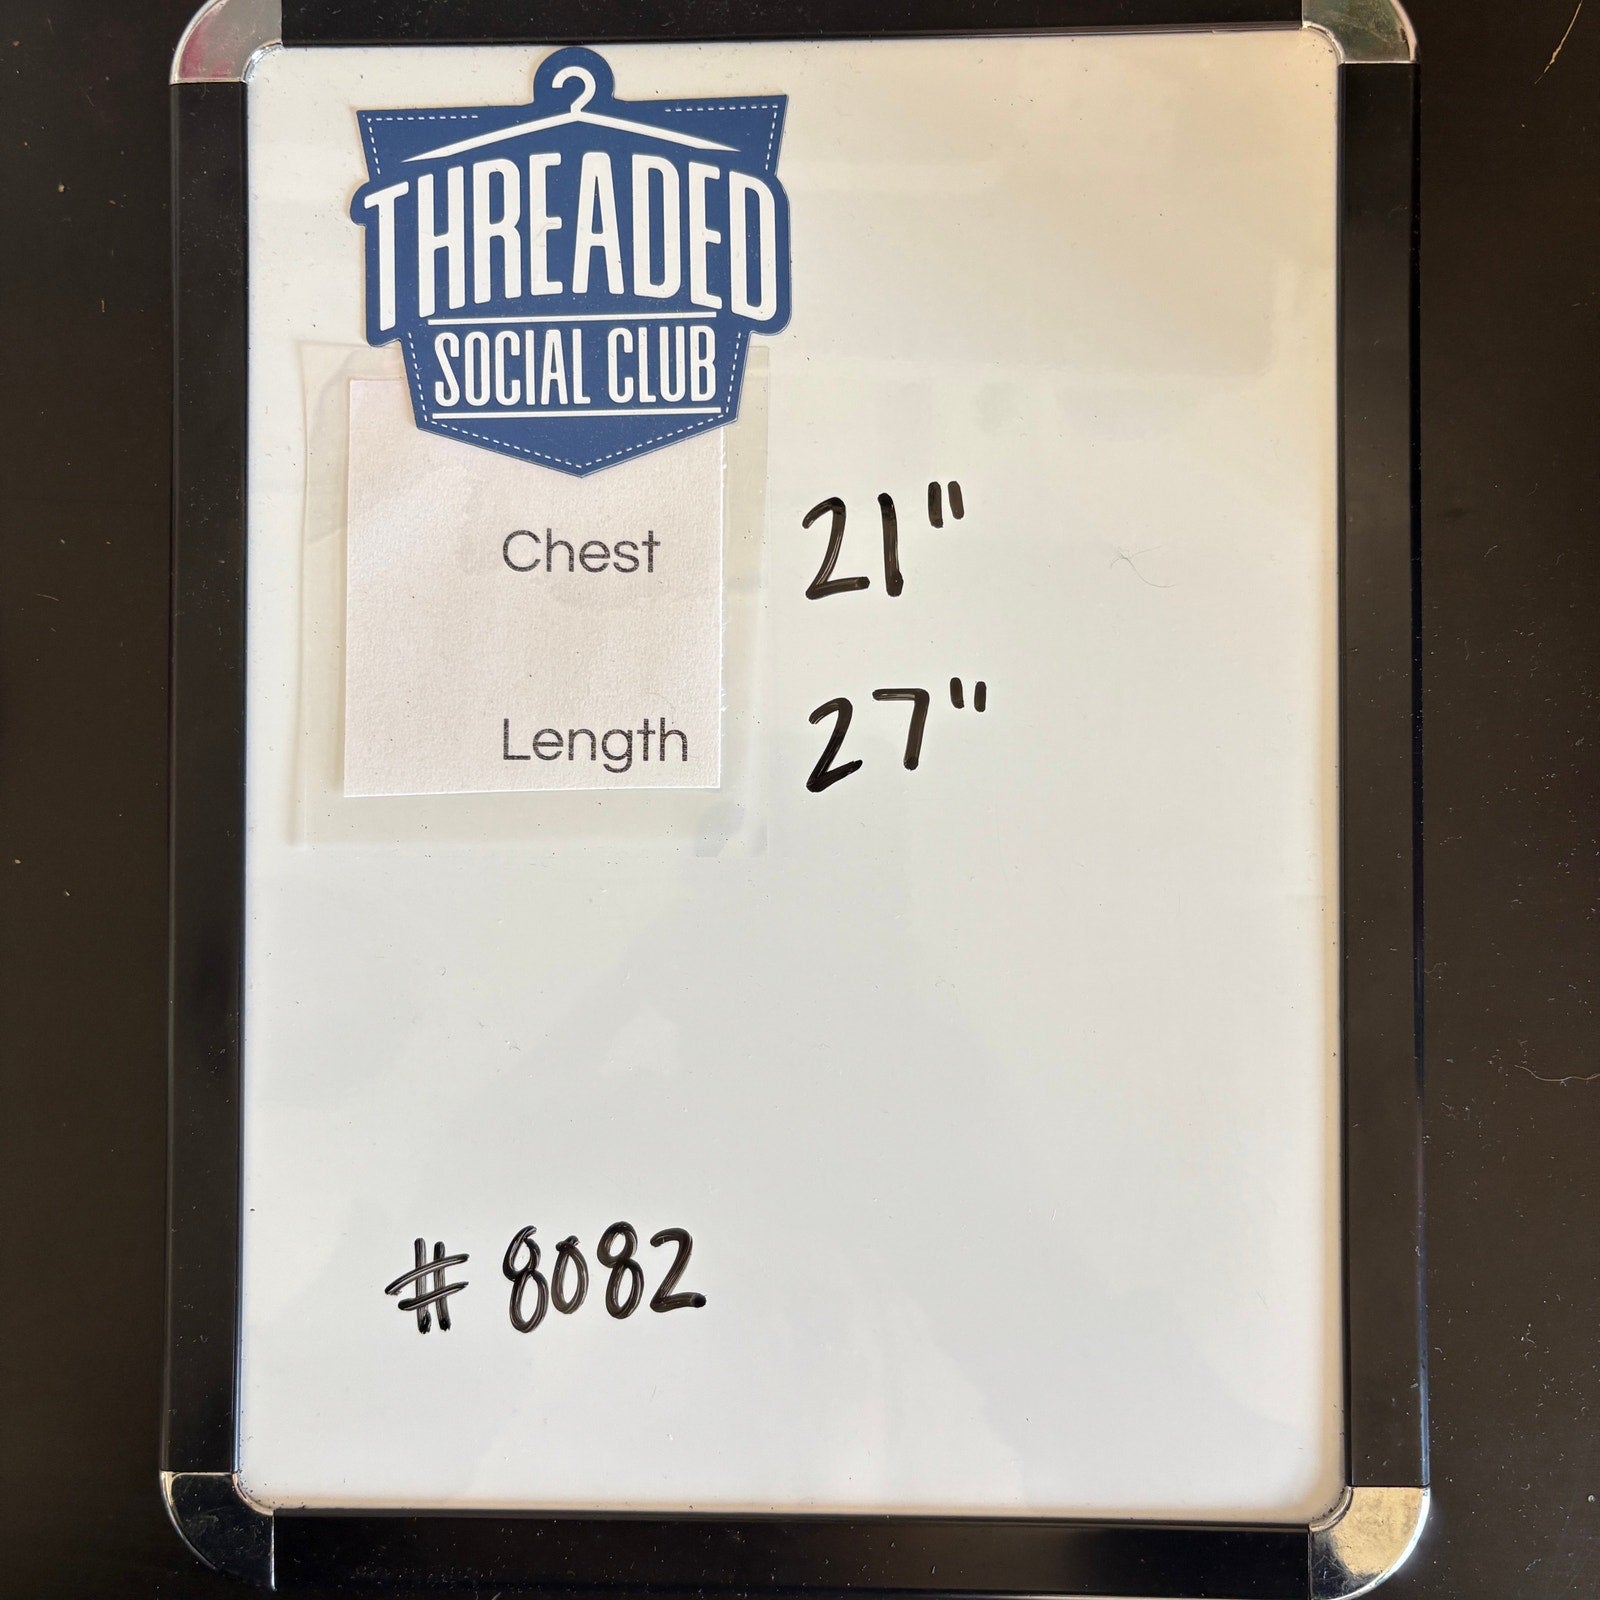 THREADED
SOCIAL CLUB
Chest 21"
Length 27"
# 8082